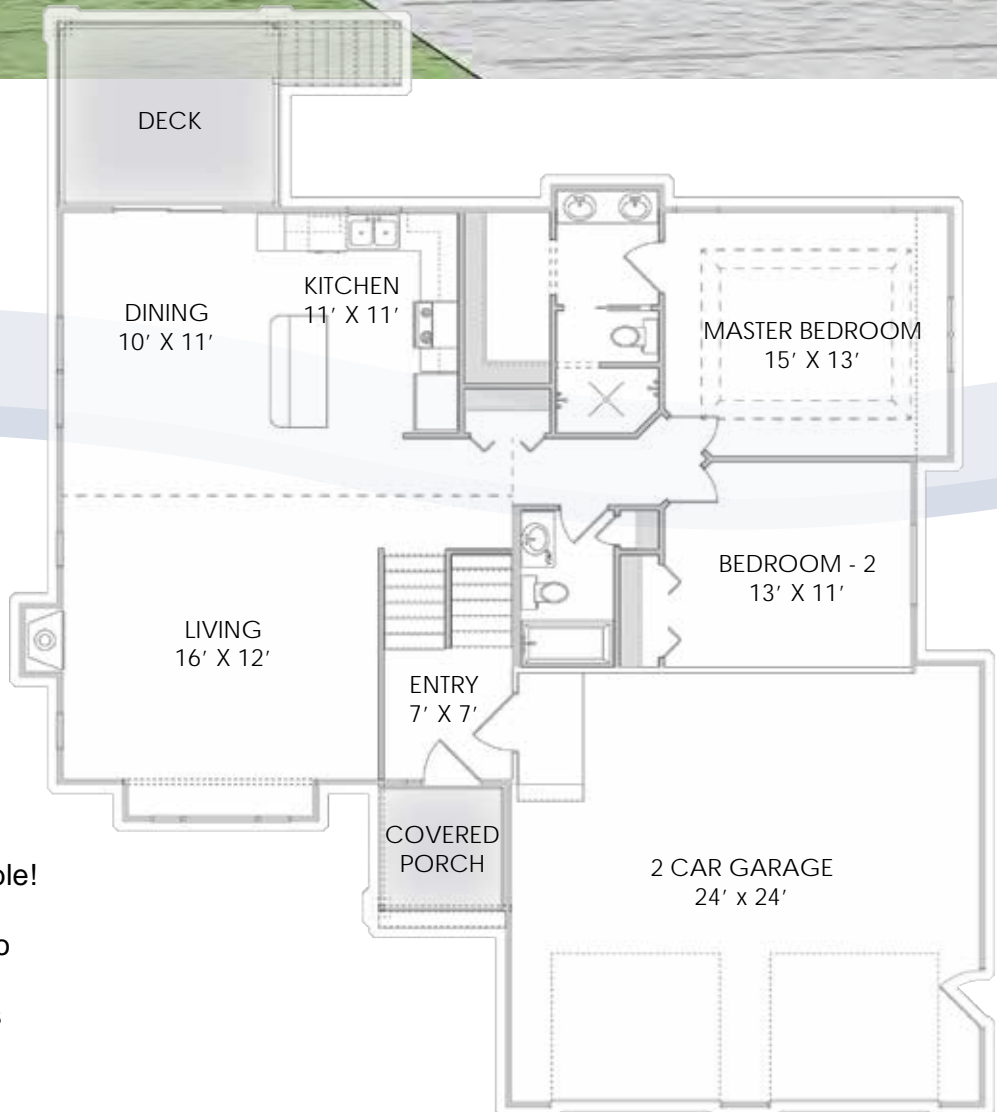 DECK
KITCHEN
11' X 11'
DINING
10' X 11'
MASTER BEDROOM
15' X 13'
BEDROOM - 2
13' X 11'
LIVING
16' X 12'
ENTRY
7' X 7'
COVERED
PORCH
2 CAR GARAGE
24' x 24'